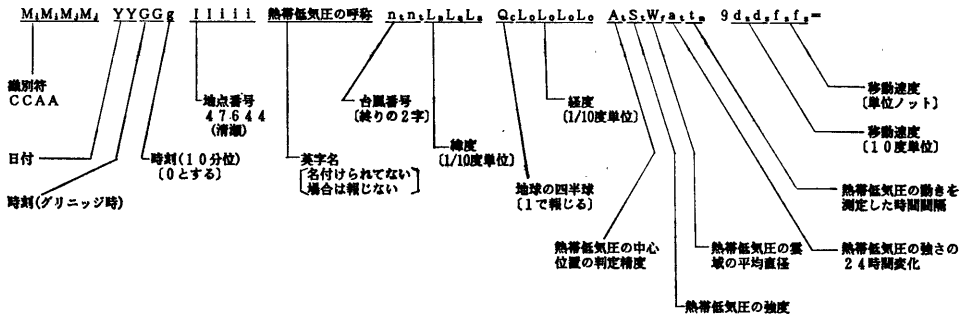 MiMiMjMj YYGGg IIiii 熱帯低気圧の呼称 ntntLaLaLa QcLoLoLoLo AtStWfattm 9dsdsfsfs=
識別符
CCAA
地点番号
47644
(清瀬)
台風番号
〔終りの2字〕
経度
〔1/10度単位〕
移動速度
〔単位ノット〕
日付
時刻(10分位)
〔0とする〕
英字名
〔名付けられてない
場合は報じない〕
緯度
〔1/10度単位〕
移動速度
〔10度単位〕
時刻(グリニッジ時)
地球の四半球
〔1で報じる〕
熱帯低気圧の動きを
測定した時間間隔
熱帯低気圧の中心
位置の判定精度
熱帯低気圧の雲
域の平均直径
熱帯低気圧の強さの
24時間変化
熱帯低気圧の強度